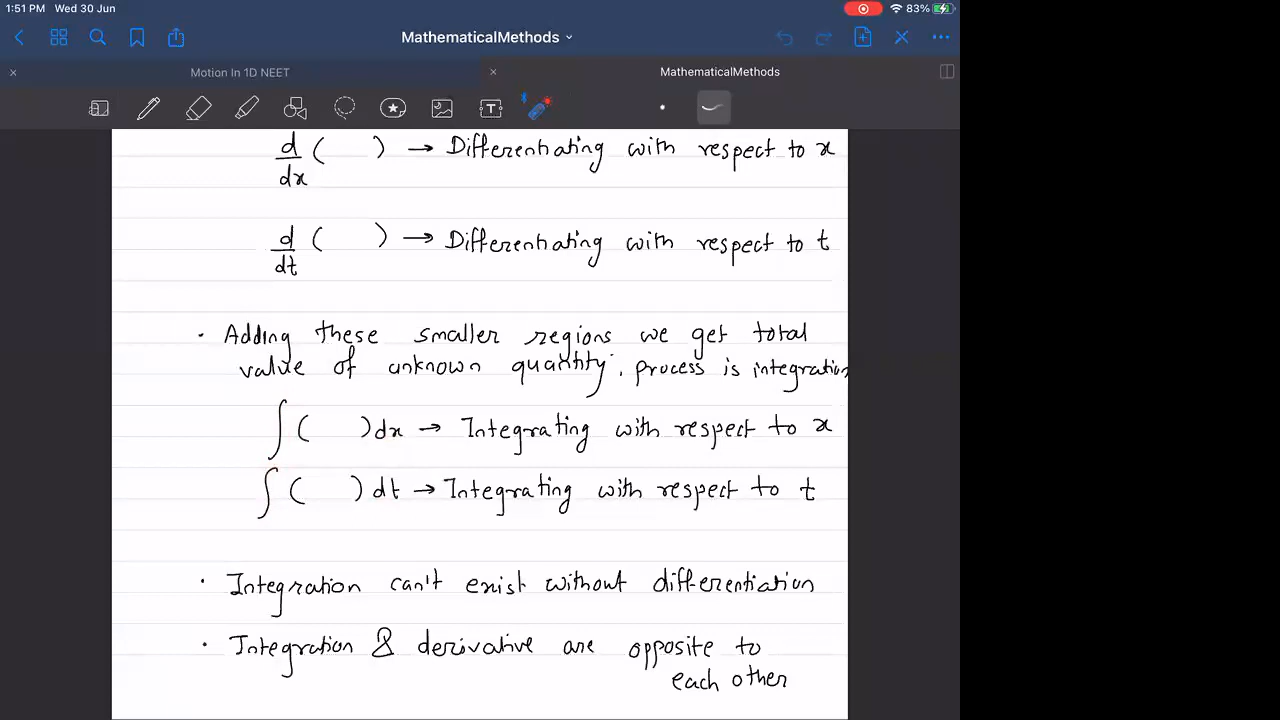 1:51 PM Wed 30 Jun
83%
MathematicalMethods
Motion In 1D NEET
MathematicalMethods
T
d/dx ( ) → Differentiating with respect to x
d/dt ( ) → Differentiating with respect to t
· Adding these smaller regions we get total
value of unknown quantity. process is integration
∫ ( ) dx → Integrating with respect to x
∫ ( ) dt → Integrating with respect to t
· Integration can't exist without differentiation
· Integration & derivative are opposite to
each other